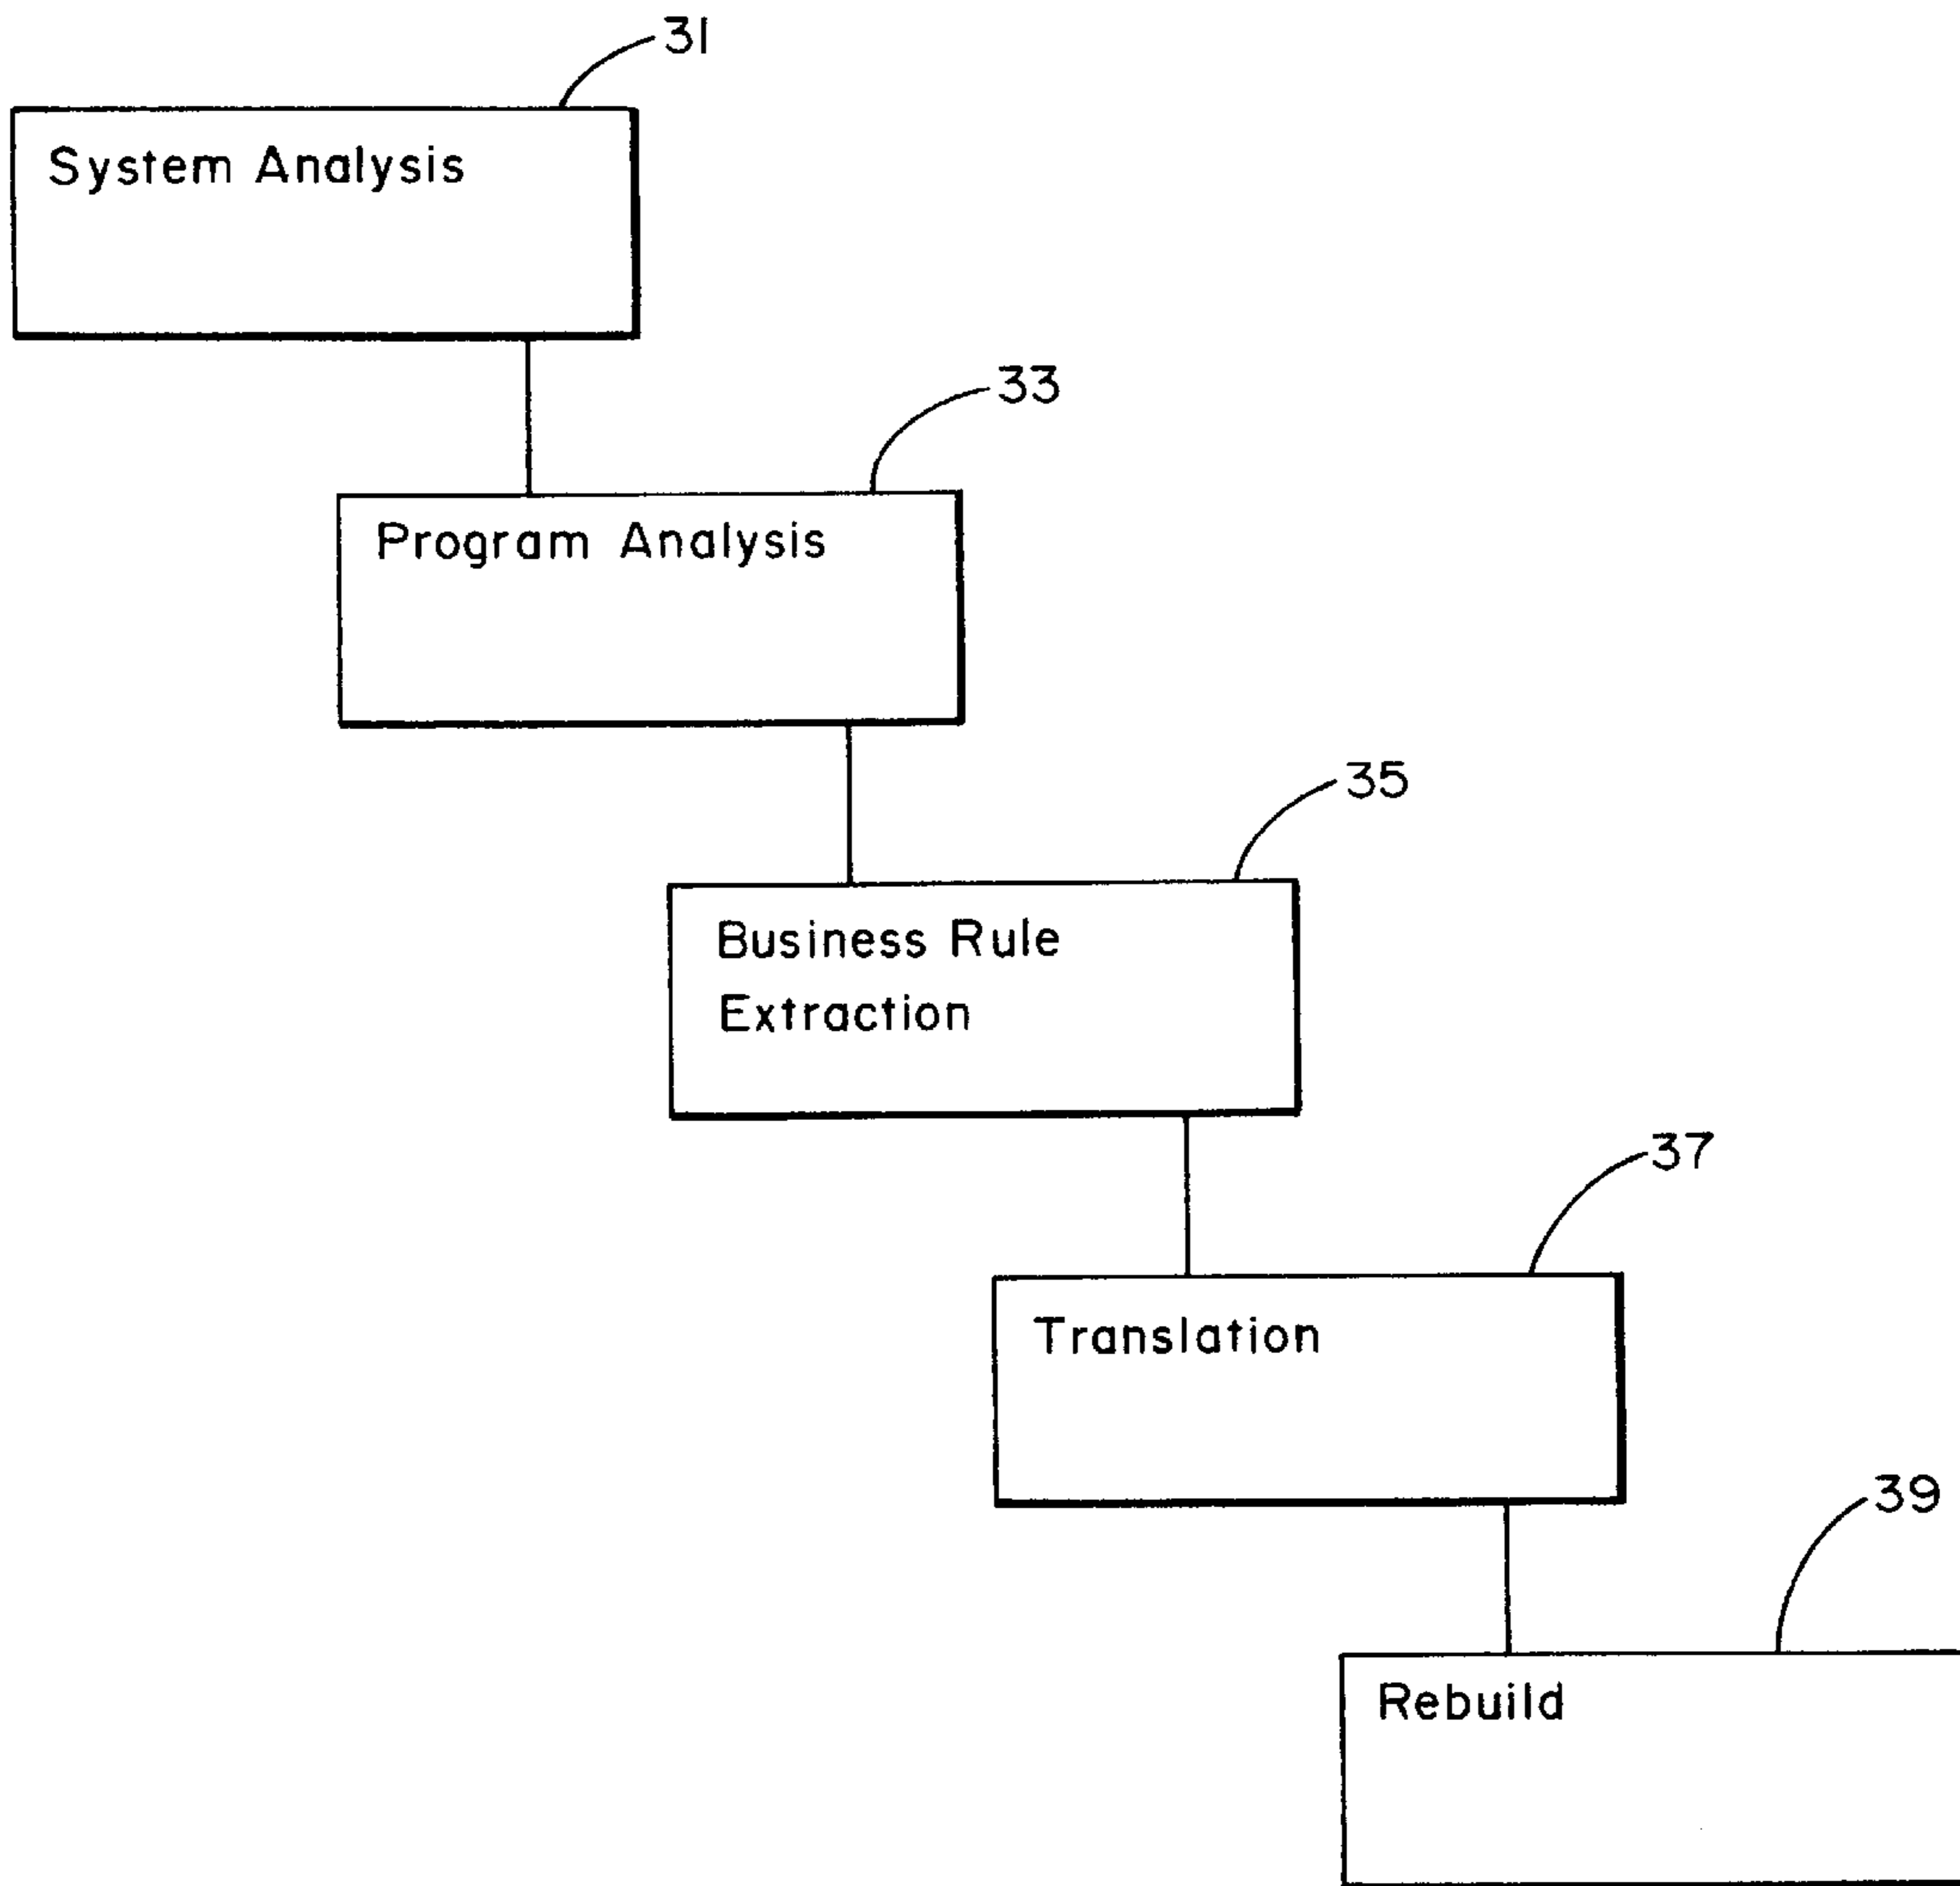 31
System Analysis
33
Program Analysis
35
Business Rule
Extraction
37
Translation
39
Rebuild